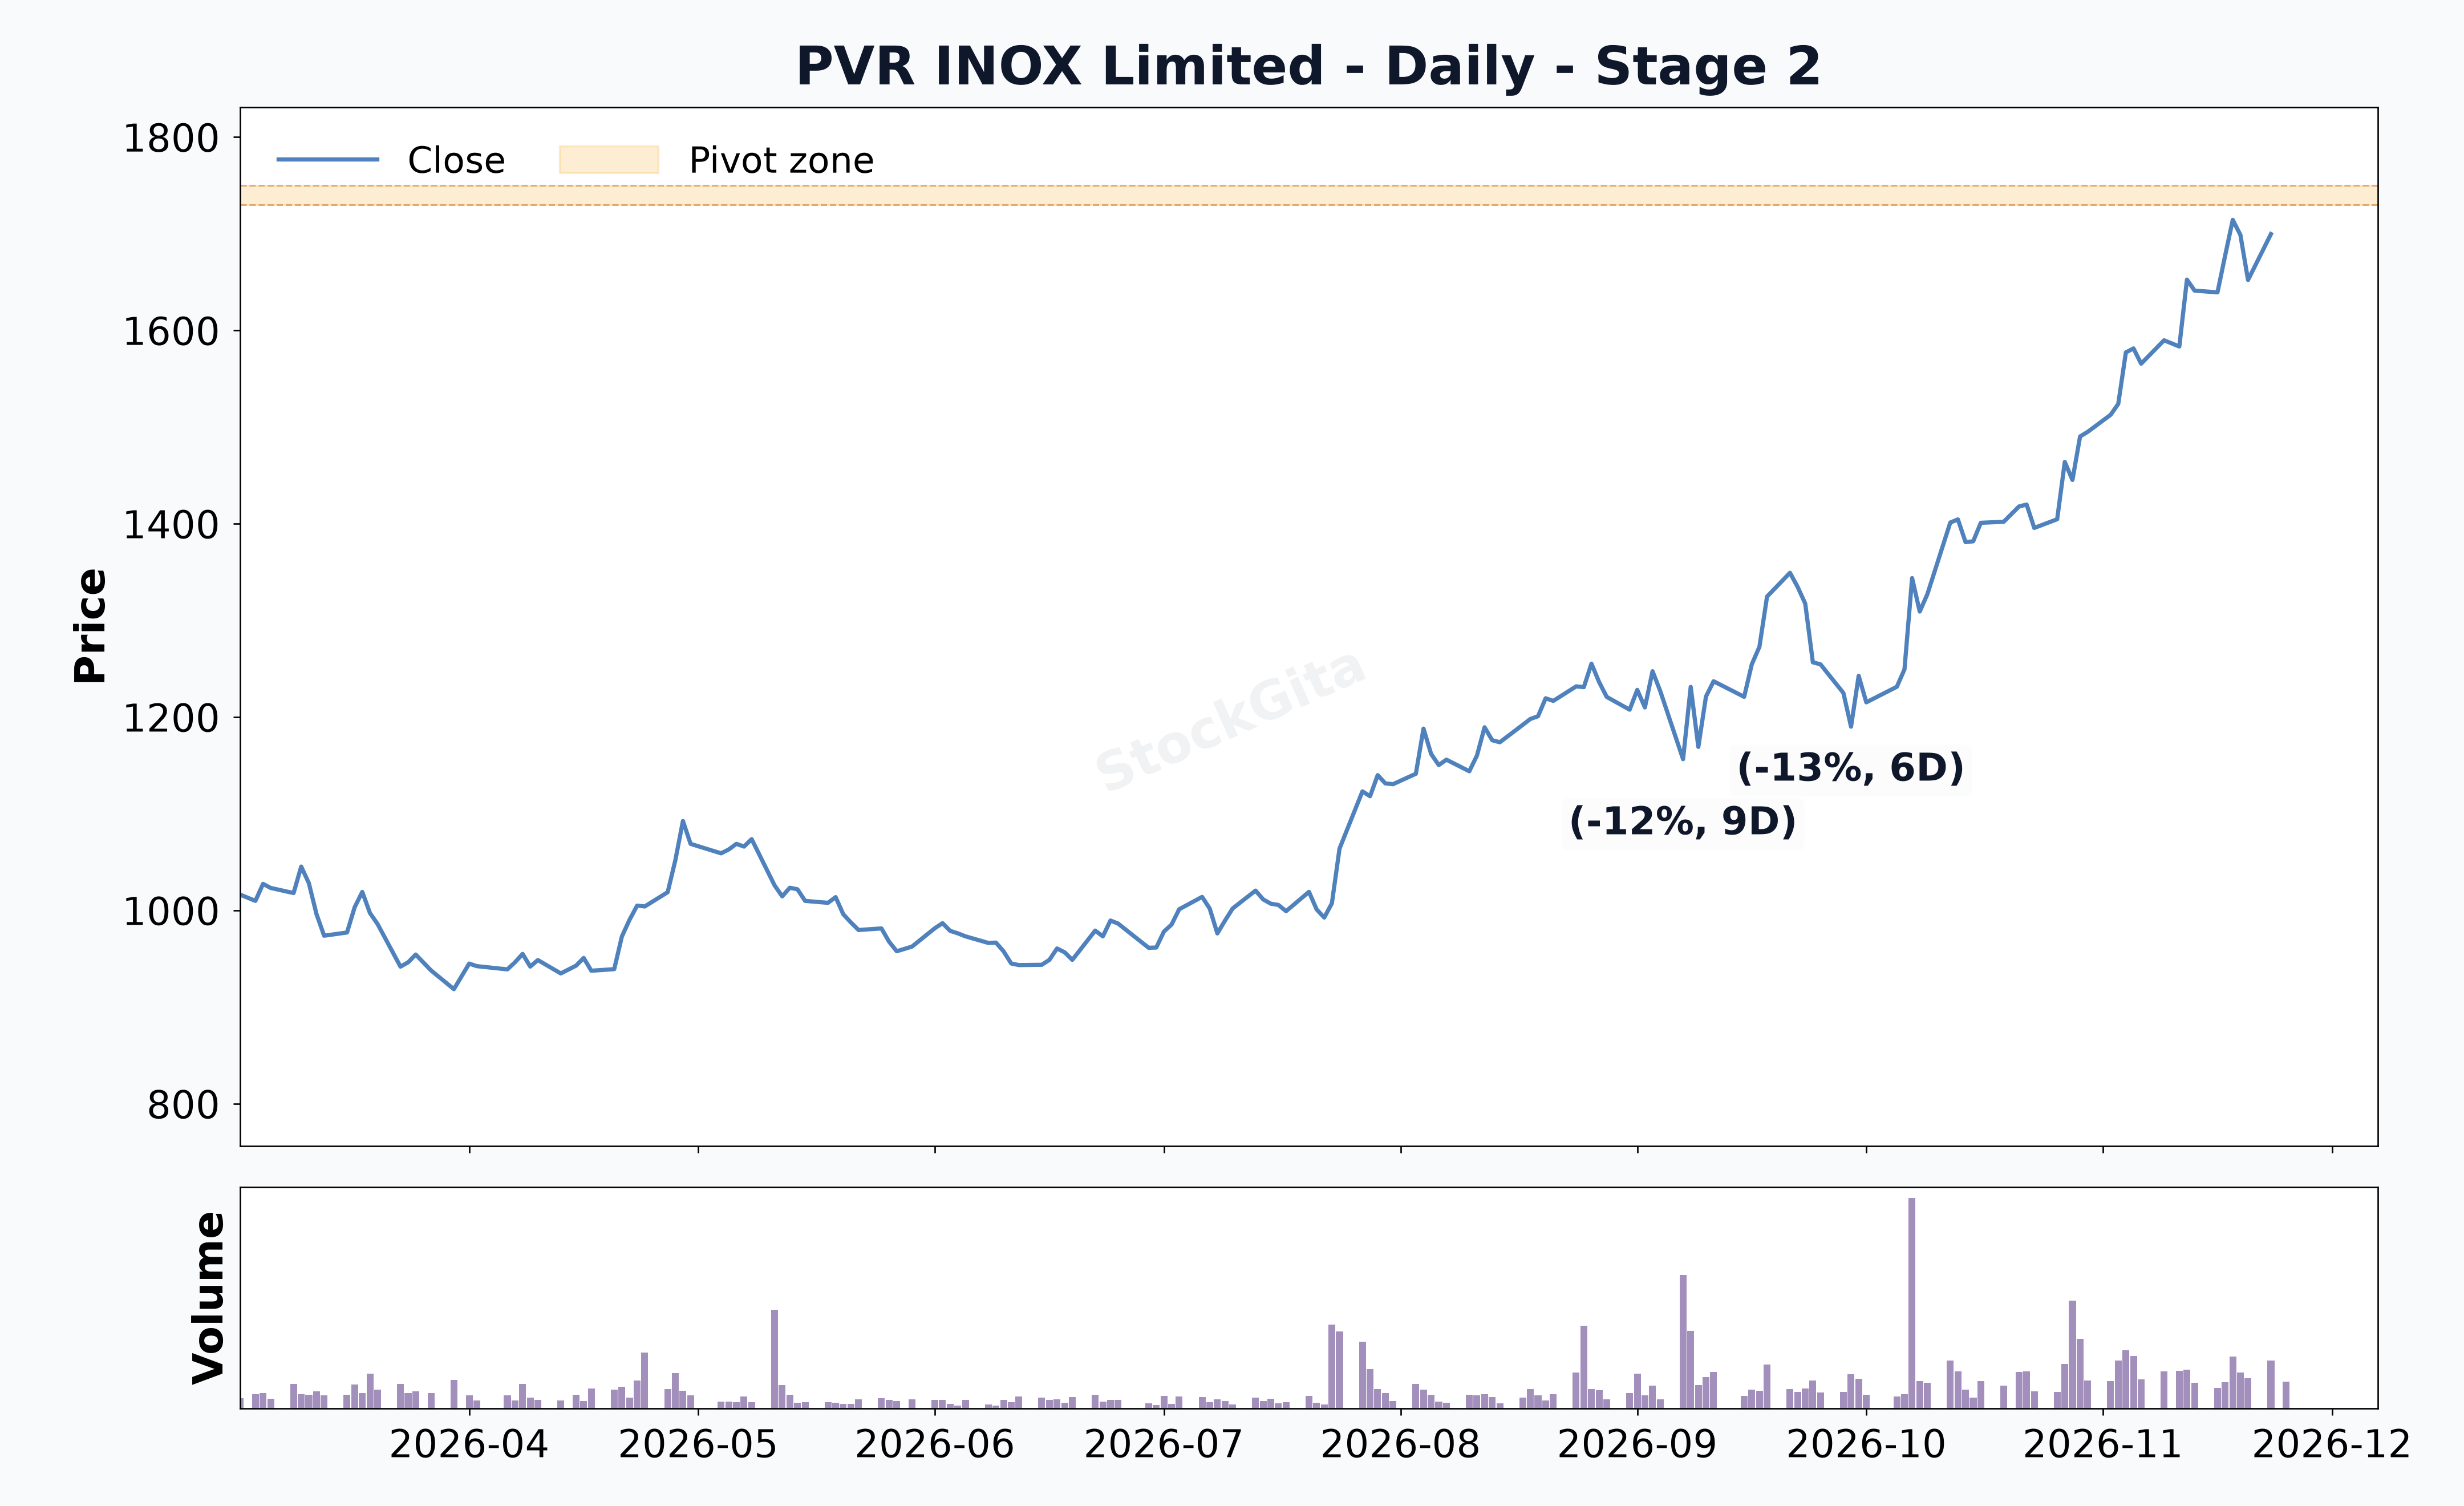 PVR INOX Limited - Daily - Stage 2
Close
Pivot zone
1800
1600
1400
1200
1000
800
Price
StockGita
(-13%, 6D)
(-12%, 9D)
Volume
2026-04
2026-05
2026-06
2026-07
2026-08
2026-09
2026-10
2026-11
2026-12